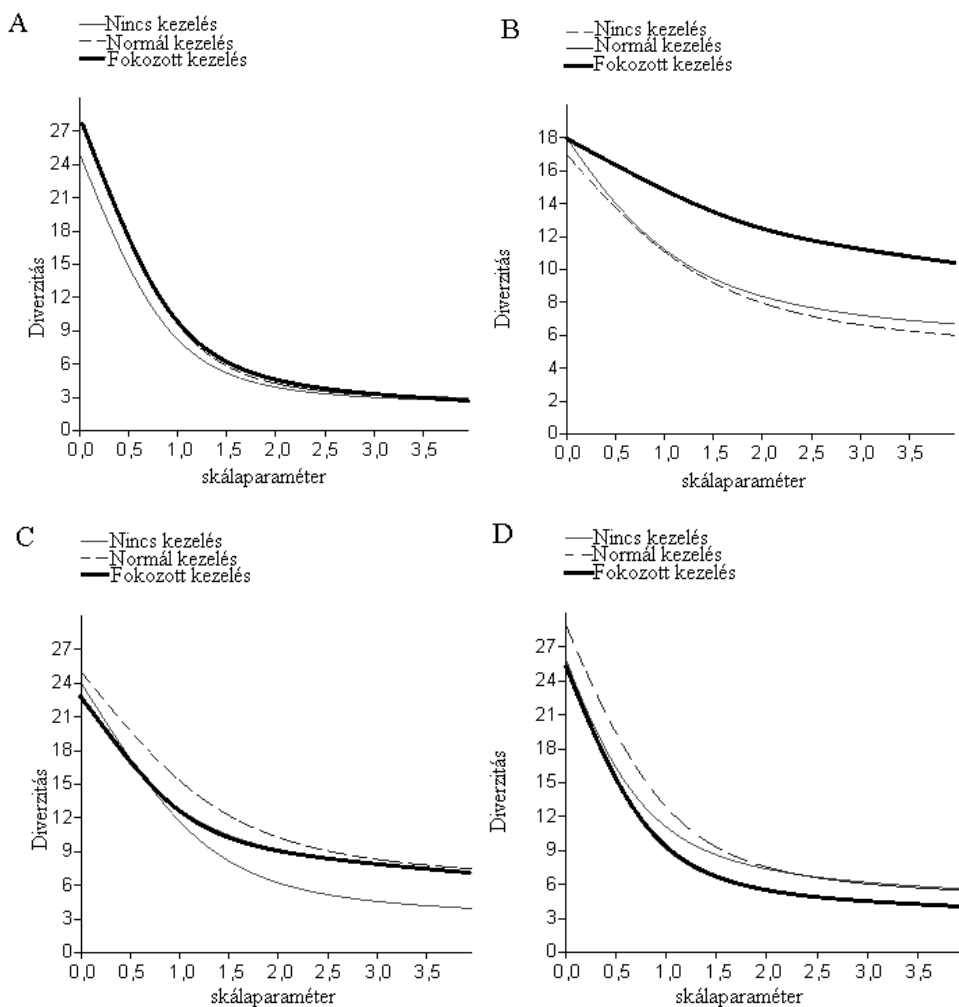 A
Nincs kezelés
Normál kezelés
Fokozott kezelés
Diverzitás
27
24
21
18
15
12
9
6
3
0
0,0 0,5 1,0 1,5 2,0 2,5 3,0 3,5
skálaparaméter
B
Nincs kezelés
Normál kezelés
Fokozott kezelés
Diverzitás
18
16
14
12
10
8
6
4
2
0
0,0 0,5 1,0 1,5 2,0 2,5 3,0 3,5
skálaparaméter
C
Nincs kezelés
Normál kezelés
Fokozott kezelés
Diverzitás
27
24
21
18
15
12
9
6
3
0
0,0 0,5 1,0 1,5 2,0 2,5 3,0 3,5
skálaparaméter
D
Nincs kezelés
Normál kezelés
Fokozott kezelés
Diverzitás
27
24
21
18
15
12
9
6
3
0
0,0 0,5 1,0 1,5 2,0 2,5 3,0 3,5
skálaparaméter